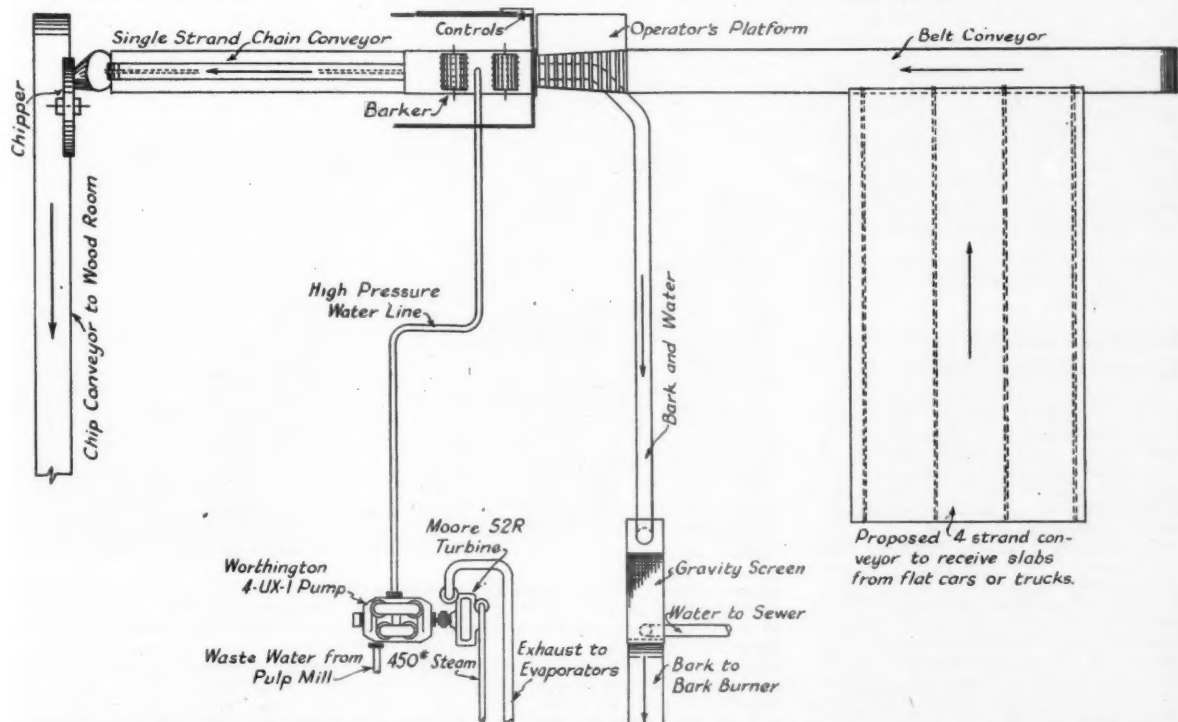 Controls
Operator's Platform
Single Strand Chain Conveyor
Belt Conveyor
Chipper
Barker
Chip Conveyor to Wood Room
High Pressure
Water Line
Bark and Water
Proposed 4 strand con-
veyor to receive slabs
from flat cars or trucks.
Moore S2R
Turbine
Worthington
4-UX-1 Pump
Gravity Screen
Water to Sewer
Waste Water from
Pulp Mill
450# Steam
Exhaust to
Evaporators
Bark to
Bark Burner